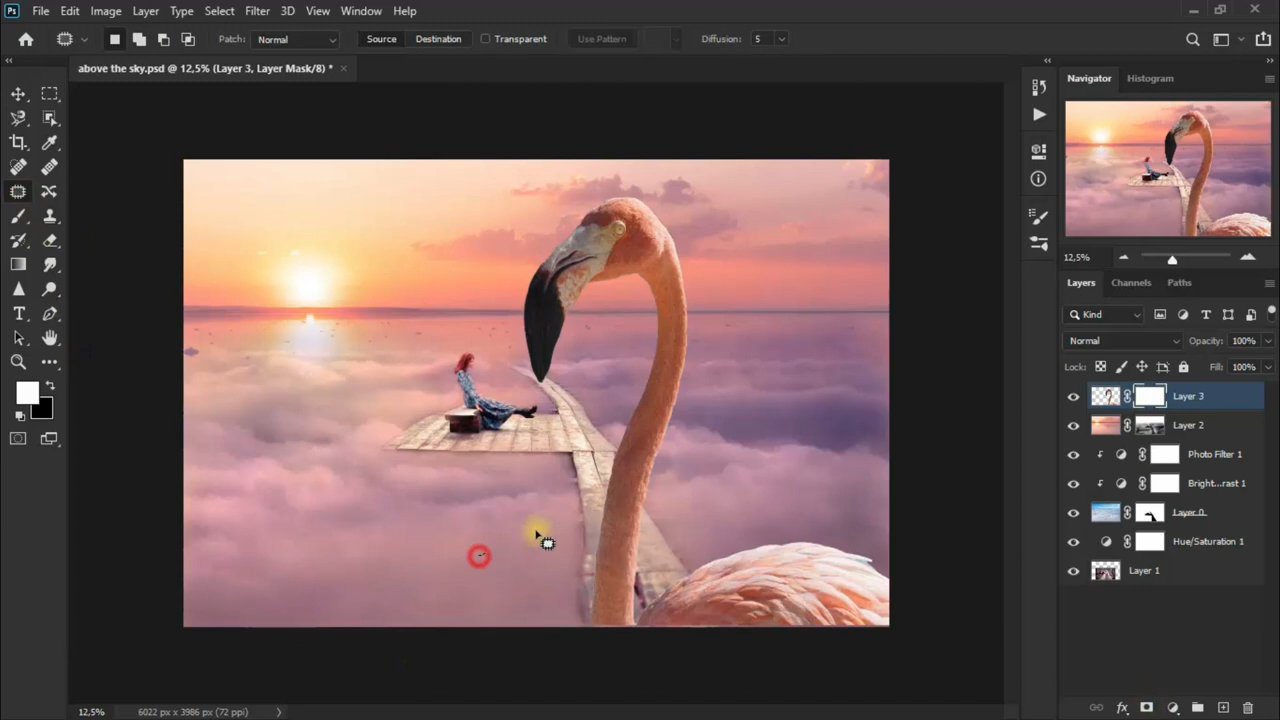 Ps File Edit Image Layer Type Select Filter 3D View Window Help
Patch: Normal Source Destination Transparent Use Pattern Diffusion: 5
above the sky.psd @ 12,5% (Layer 3, Layer Mask/8) * ×
Navigator Histogram
12,5%
Layers Channels Paths
Kind
Normal Opacity: 100%
Lock: Fill: 100%
Layer 3
Layer 2
Photo Filter 1
Bright...rast 1
Layer 0
Hue/Saturation 1
Layer 1
12,5% 6022 px x 3986 px (72 ppi)